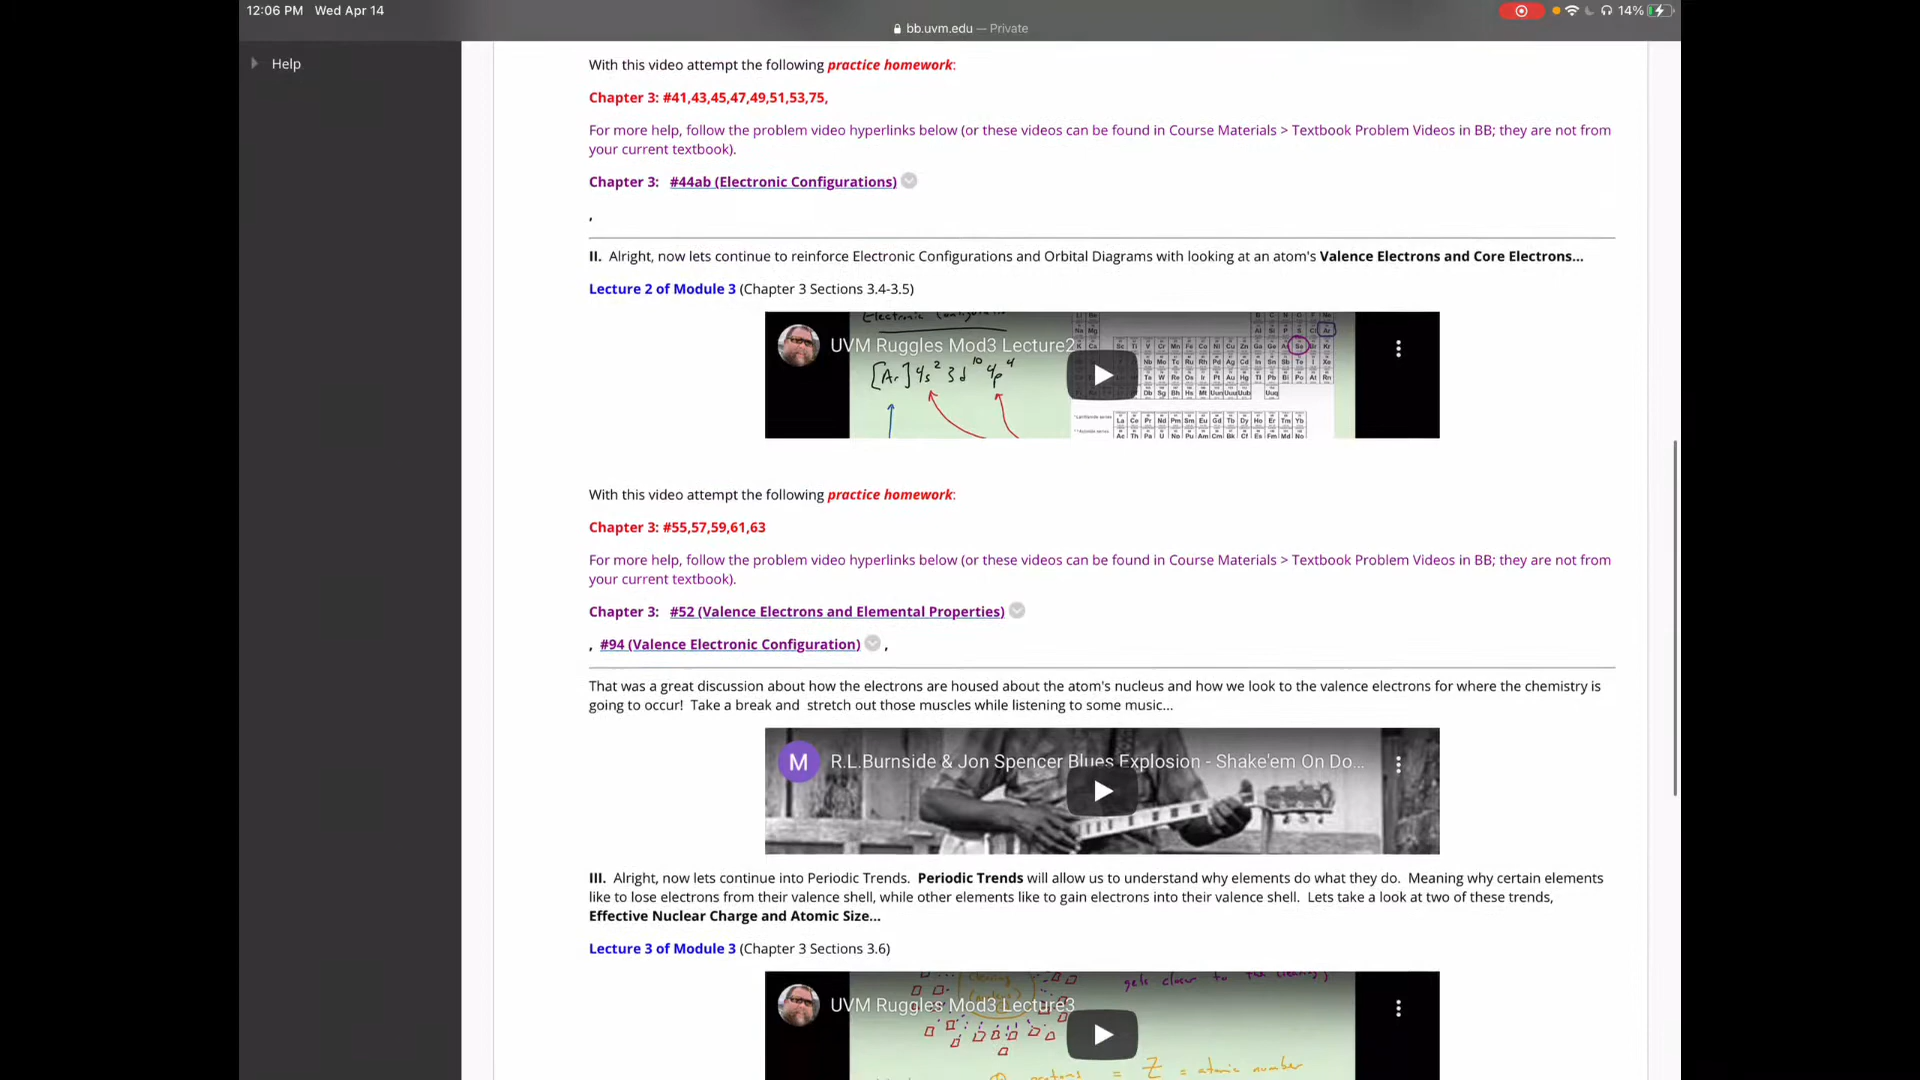 12:06 PM Wed Apr 14
14%
bb.uvm.edu — Private
Help
With this video attempt the following practice homework:
Chapter 3: #41,43,45,47,49,51,53,75,
For more help, follow the problem video hyperlinks below (or these videos can be found in Course Materials > Textbook Problem Videos in BB; they are not from
your current textbook).
Chapter 3: #44ab (Electronic Configurations)
,
II. Alright, now lets continue to reinforce Electronic Configurations and Orbital Diagrams with looking at an atom's Valence Electrons and Core Electrons...
Lecture 2 of Module 3 (Chapter 3 Sections 3.4-3.5)
UVM Ruggles Mod3 Lecture2
[Ar] 4s² 3d¹⁰ 4p⁴
With this video attempt the following practice homework:
Chapter 3: #55,57,59,61,63
For more help, follow the problem video hyperlinks below (or these videos can be found in Course Materials > Textbook Problem Videos in BB; they are not from
your current textbook).
Chapter 3: #52 (Valence Electrons and Elemental Properties)
, #94 (Valence Electronic Configuration) ,
That was a great discussion about how the electrons are housed about the atom's nucleus and how we look to the valence electrons for where the chemistry is
going to occur! Take a break and stretch out those muscles while listening to some music...
M R.L.Burnside & Jon Spencer Blues Explosion - Shake'em On Do...
III. Alright, now lets continue into Periodic Trends. Periodic Trends will allow us to understand why elements do what they do. Meaning why certain elements
like to lose electrons from their valence shell, while other elements like to gain electrons into their valence shell. Lets take a look at two of these trends,
Effective Nuclear Charge and Atomic Size...
Lecture 3 of Module 3 (Chapter 3 Sections 3.6)
gets closer to the
UVM Ruggles Mod3 Lecture3
protons = Z = atomic number